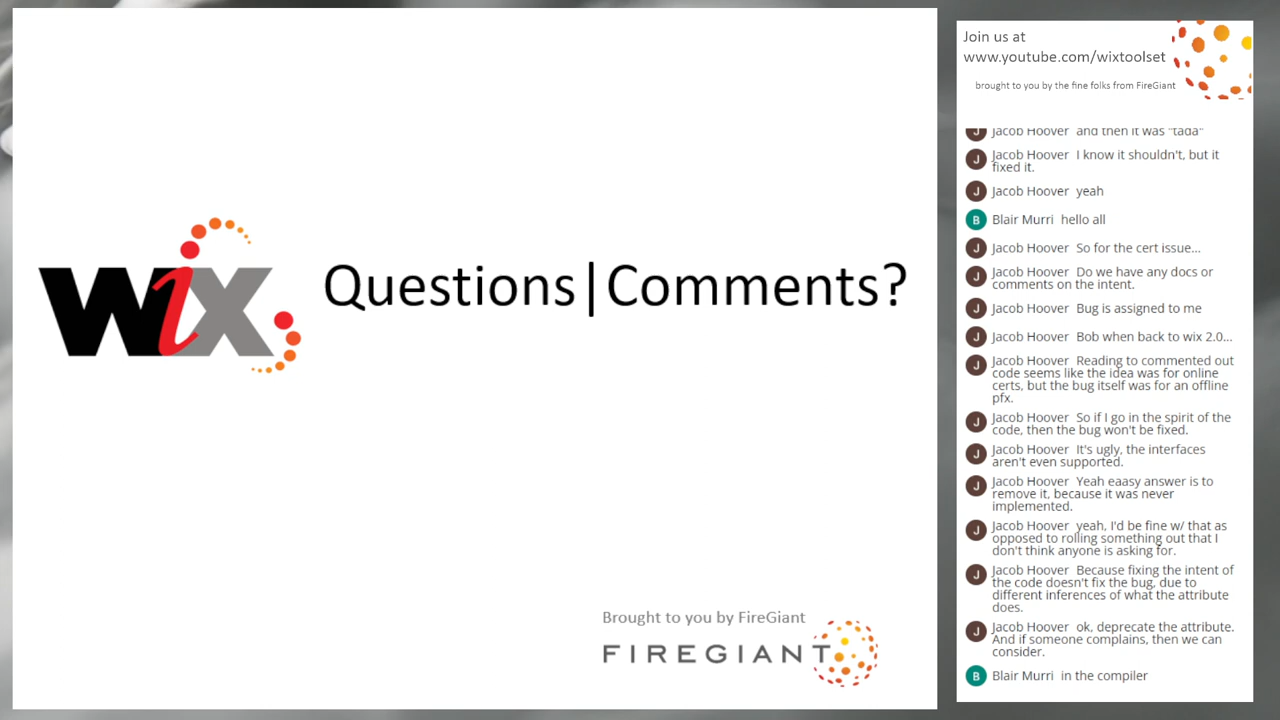 WiX
Questions|Comments?
Brought to you by FireGiant
FIREGIANT
Join us at
www.youtube.com/wixtoolset
brought to you by the fine folks from FireGiant
J Jacob Hoover and then it was "tada"
J Jacob Hoover I know it shouldn't, but it
fixed it.
J Jacob Hoover yeah
B Blair Murri hello all
J Jacob Hoover So for the cert issue...
J Jacob Hoover Do we have any docs or
comments on the intent.
J Jacob Hoover Bug is assigned to me
J Jacob Hoover Bob when back to wix 2.0...
J Jacob Hoover Reading to commented out
code seems like the idea was for online
certs, but the bug itself was for an offline
pfx.
J Jacob Hoover So if I go in the spirit of the
code, then the bug won't be fixed.
J Jacob Hoover It's ugly, the interfaces
aren't even supported.
J Jacob Hoover Yeah eaasy answer is to
remove it, because it was never
implemented.
J Jacob Hoover yeah, I'd be fine w/ that as
opposed to rolling something out that I
don't think anyone is asking for.
J Jacob Hoover Because fixing the intent of
the code doesn't fix the bug, due to
different inferences of what the attribute
does.
J Jacob Hoover ok, deprecate the attribute.
And if someone complains, then we can
consider.
B Blair Murri in the compiler